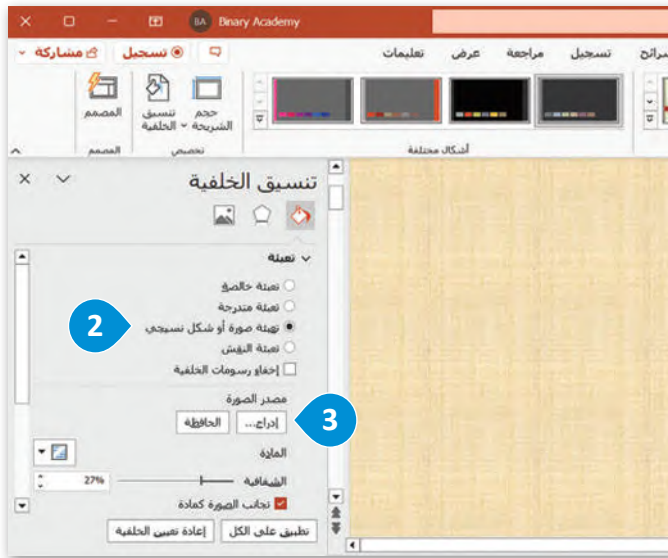 BA Binary Academy
سرائح تسجيل مراجعة عرض تعليمات
تسجيل مشاركة
حجم الشريحة
تنسيق الخلفية
المصمم
أشكال مختلفة تخصيص المصمم
تنسيق الخلفية
تعبئة
تعبئة خالصة
تعبئة متدرجة
2 تعبئة صورة أو شكل نسيجي
تعبئة النقش
إخفاء رسومات الخلفية
مصدر الصورة
3 إدراج... الحافظة
المادة
الشفافية 27%
تجانب الصورة كمادة
تطبيق على الكل إعادة تعيين الخلفية